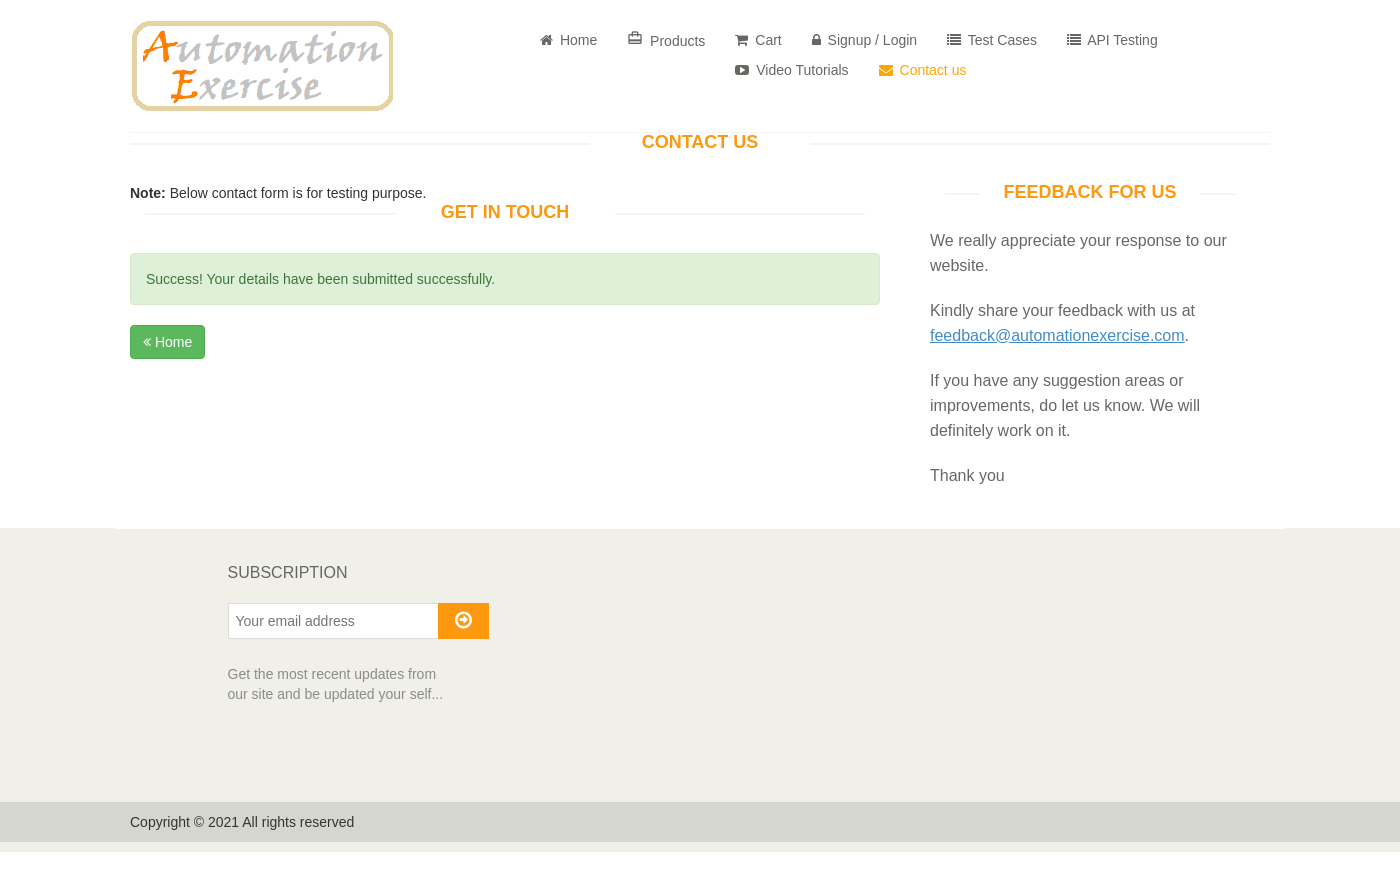 Automation
Exercise
Home
Products
Cart
Signup / Login
Test Cases
API Testing
Video Tutorials
Contact us
CONTACT US
Note: Below contact form is for testing purpose.
GET IN TOUCH
Success! Your details have been submitted successfully.
« Home
FEEDBACK FOR US
We really appreciate your response to our
website.
Kindly share your feedback with us at
feedback@automationexercise.com.
If you have any suggestion areas or
improvements, do let us know. We will
definitely work on it.
Thank you
SUBSCRIPTION
Your email address
Get the most recent updates from
our site and be updated your self...
Copyright © 2021 All rights reserved